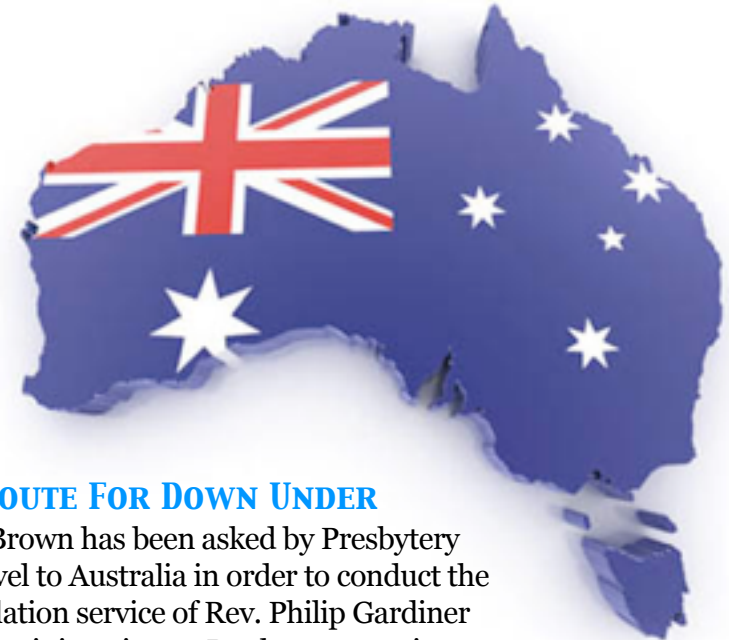 OUTE FOR DOWN UNDER
Brown has been asked by Presbytery
vel to Australia in order to conduct the
lation service of Rev. Philip Gardiner